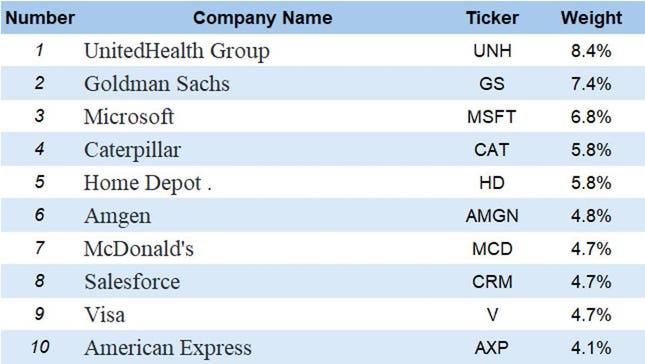 Number Company Name Ticker Weight
1 UnitedHealth Group UNH 8.4%
2 Goldman Sachs GS 7.4%
3 Microsoft MSFT 6.8%
4 Caterpillar CAT 5.8%
5 Home Depot . HD 5.8%
6 Amgen AMGN 4.8%
7 McDonald's MCD 4.7%
8 Salesforce CRM 4.7%
9 Visa V 4.7%
10 American Express AXP 4.1%